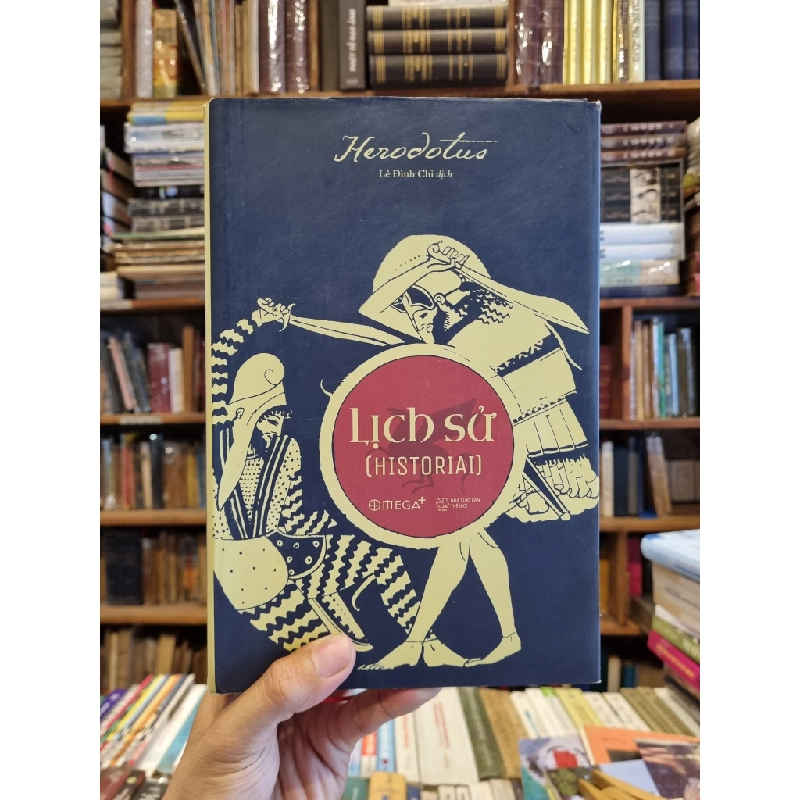 Herodotus
Lê Đình Chi dịch
Lịch sử
(HISTORIAI)
OMEGA+